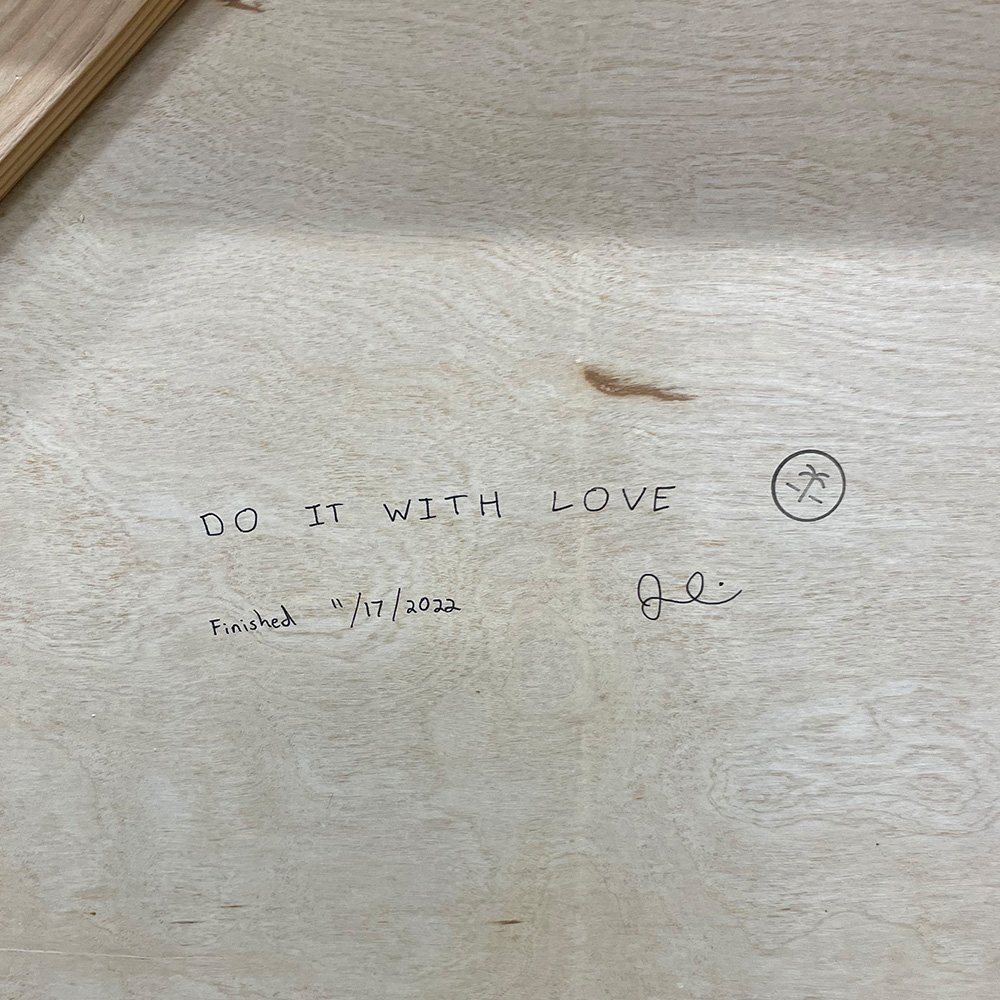 DO IT WITH LOVE
Finished 11/17/2022